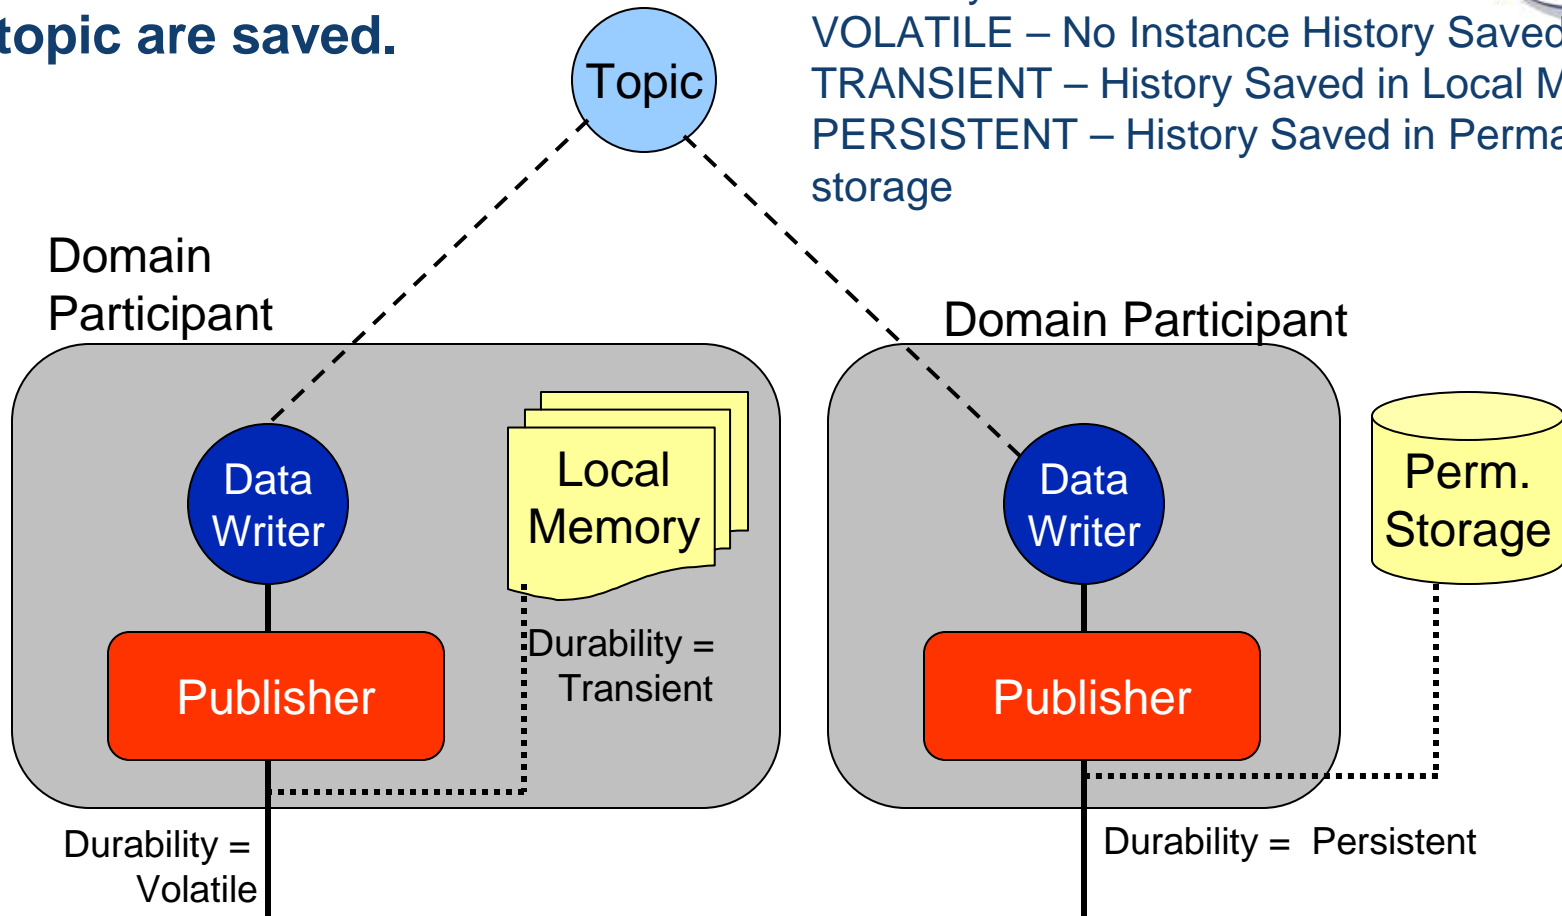 topic are saved.
VOLATILE – No Instance History Saved
TRANSIENT – History Saved in Local
PERSISTENT – History Saved in
storage
Topic
Domain
Participant
Domain Participant
Data
Writer
Local
Memory
Data
Writer
Perm.
Storage
Durability =
Transient
Publisher
Publisher
Durability =
Volatile
Durability = Persistent